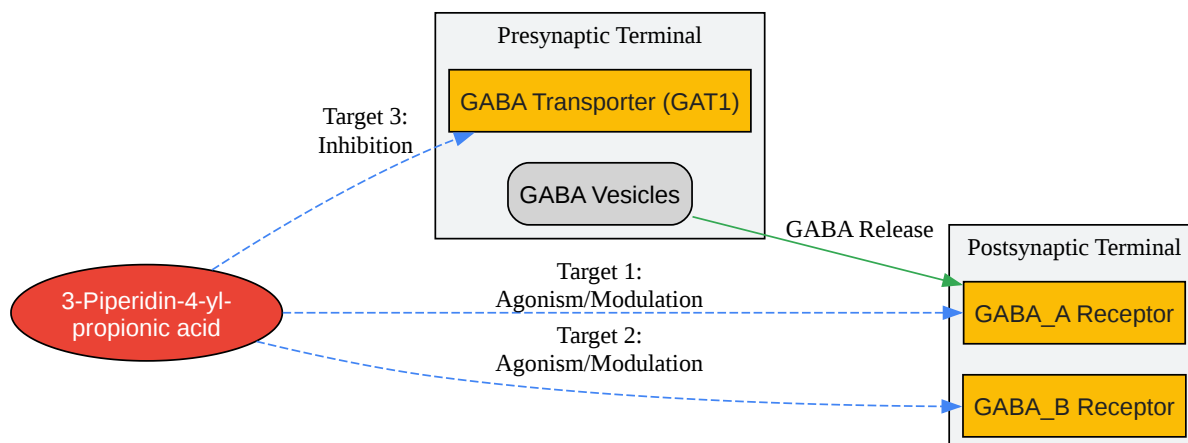 Presynaptic Terminal
GABA Transporter (GAT1)
Target 3:
Inhibition
GABA Vesicles
GABA Release
Postsynaptic Terminal
3-Piperidin-4-yl-
propionic acid
Target 1:
Agonism/Modulation
GABA_A Receptor
Target 2:
Agonism/Modulation
GABA_B Receptor